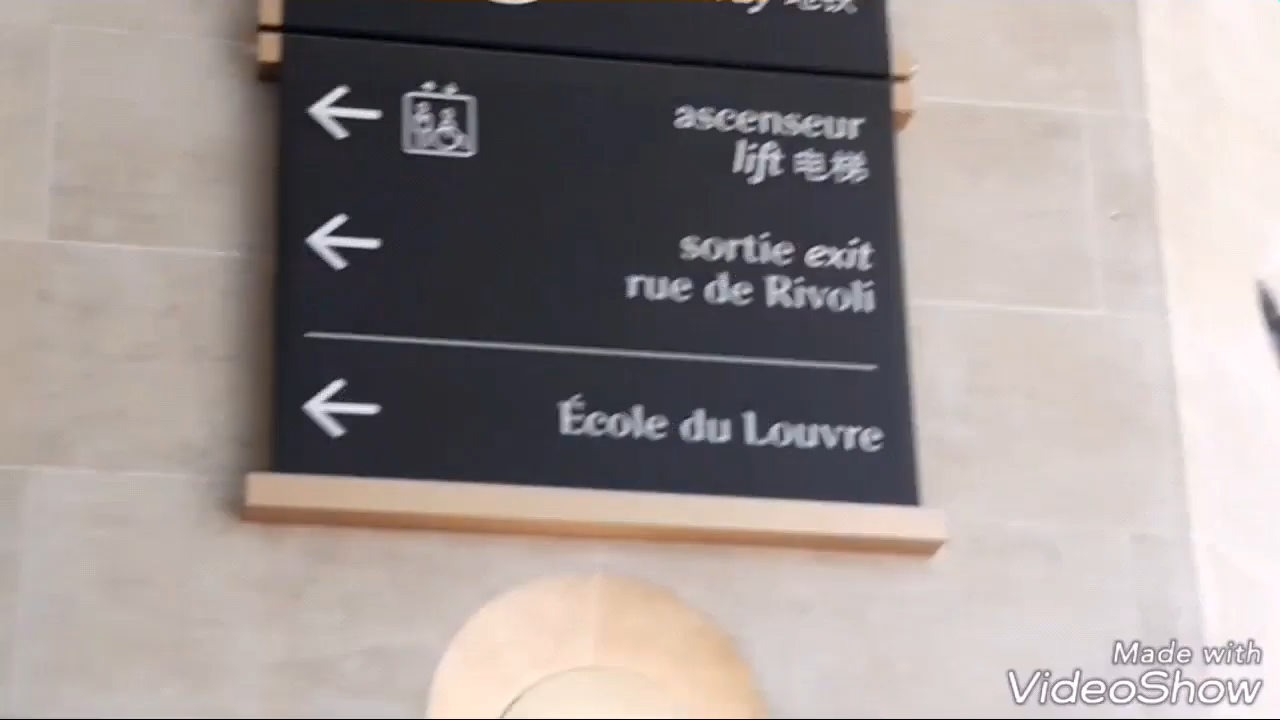 ascenseur
lift 电梯
sortie exit
rue de Rivoli
École du Louvre
Made with
VideoShow